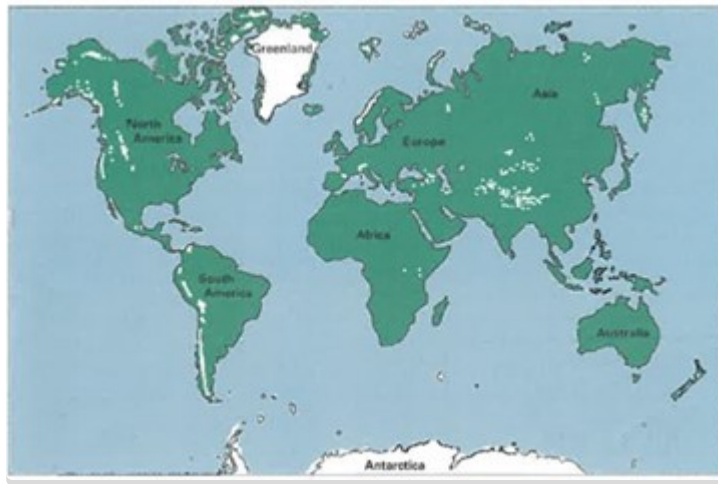 Greenland
Asia
North
America
Europe
Africa
South
America
Australia
Antarctica